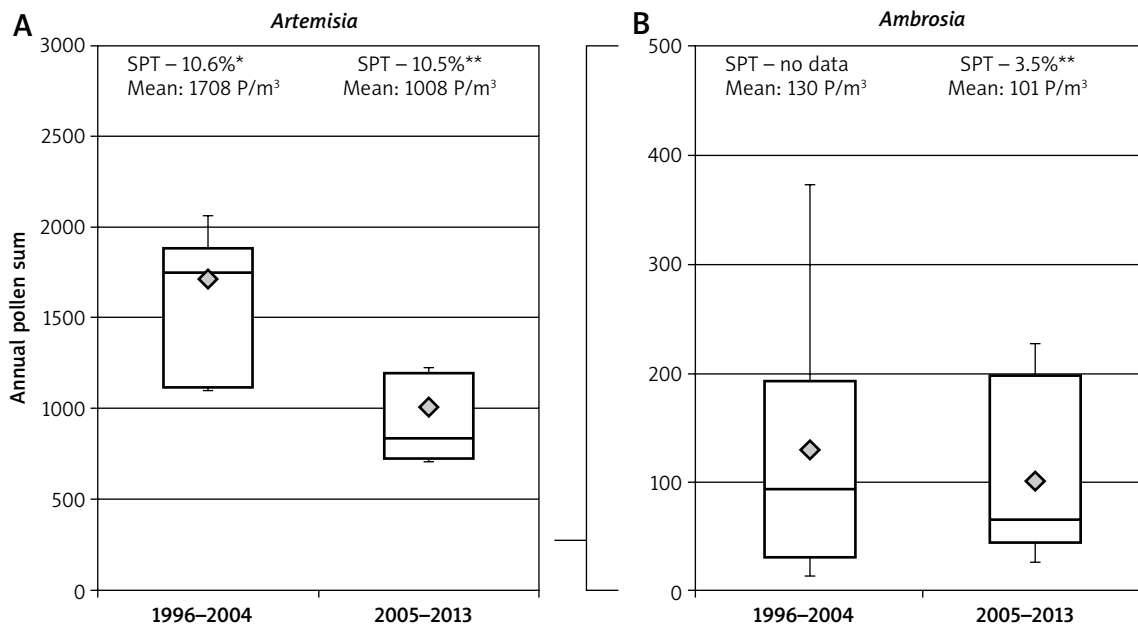 A
Artemisia
3000
2500
2000
1500
1000
500
0
Annual pollen sum
SPT – 10.6%*
Mean: 1708 P/m³
SPT – 10.5%**
Mean: 1008 P/m³
1996–2004
2005–2013
B
Ambrosia
500
400
300
200
100
0
SPT – no data
Mean: 130 P/m³
SPT – 3.5%**
Mean: 101 P/m³
1996–2004
2005–2013